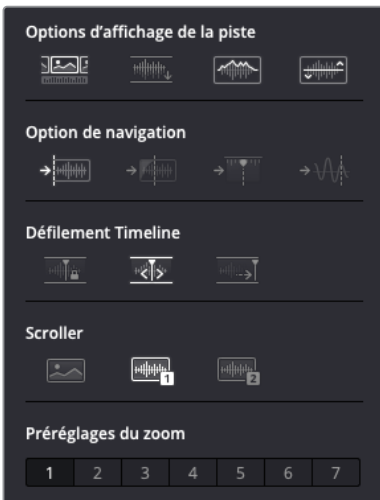 Options d’affichage de la piste
Option de navigation
Défilement Timeline
Scroller
1 2
Préréglages du zoom
1 2 3 4 5 6 7